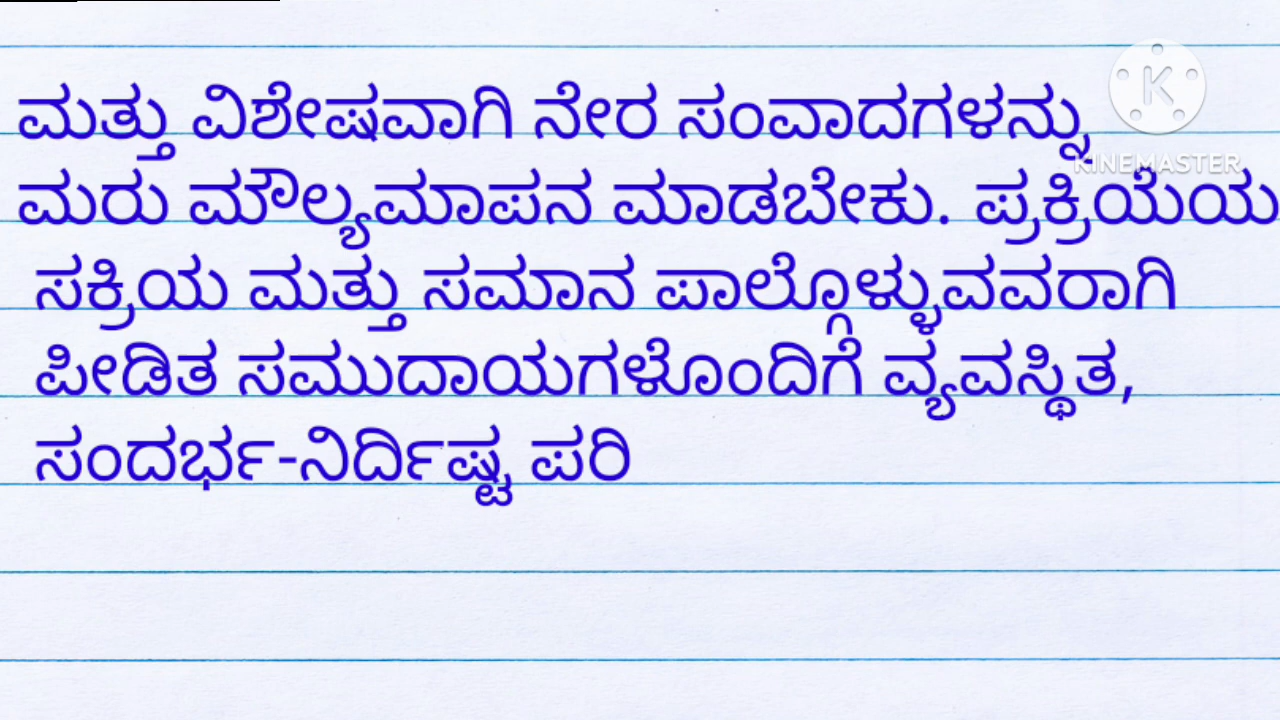 ಮತ್ತು ವಿಶೇಷವಾಗಿ ನೇರ ಸಂವಾದಗಳನ್ನು
ಮರು ಮೌಲ್ಯಮಾಪನ ಮಾಡಬೇಕು. ಪ್ರಕ್ರಿಯೆಯ
ಸಕ್ರಿಯ ಮತ್ತು ಸಮಾನ ಪಾಲ್ಗೊಳ್ಳುವವರಾಗಿ
ಪೀಡಿತ ಸಮುದಾಯಗಳೊಂದಿಗೆ ವ್ಯವಸ್ಥಿತ,
ಸಂದರ್ಭ-ನಿರ್ದಿಷ್ಟ ಪರಿ
K
KINEMASTER